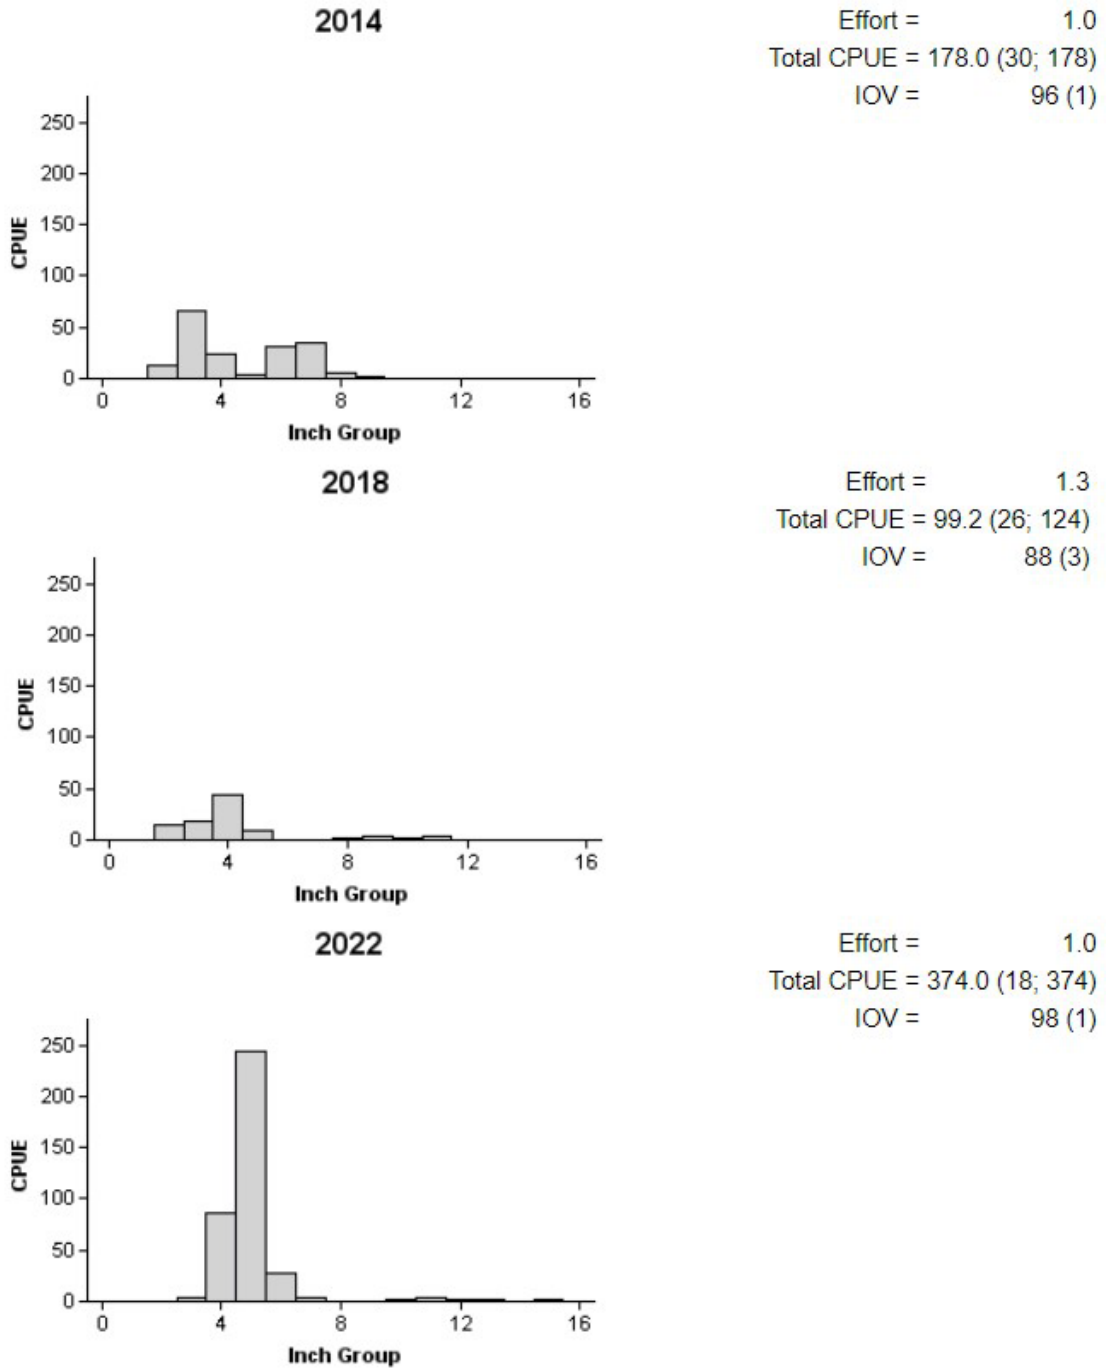 2014
Effort = 1.0
Total CPUE = 178.0 (30; 178)
IOV = 96 (1)
250
200
150
100
50
0
CPUE
0 4 8 12 16
Inch Group
2018
Effort = 1.3
Total CPUE = 99.2 (26; 124)
IOV = 88 (3)
250
200
150
100
50
0
CPUE
0 4 8 12 16
Inch Group
2022
Effort = 1.0
Total CPUE = 374.0 (18; 374)
IOV = 98 (1)
250
200
150
100
50
0
CPUE
0 4 8 12 16
Inch Group